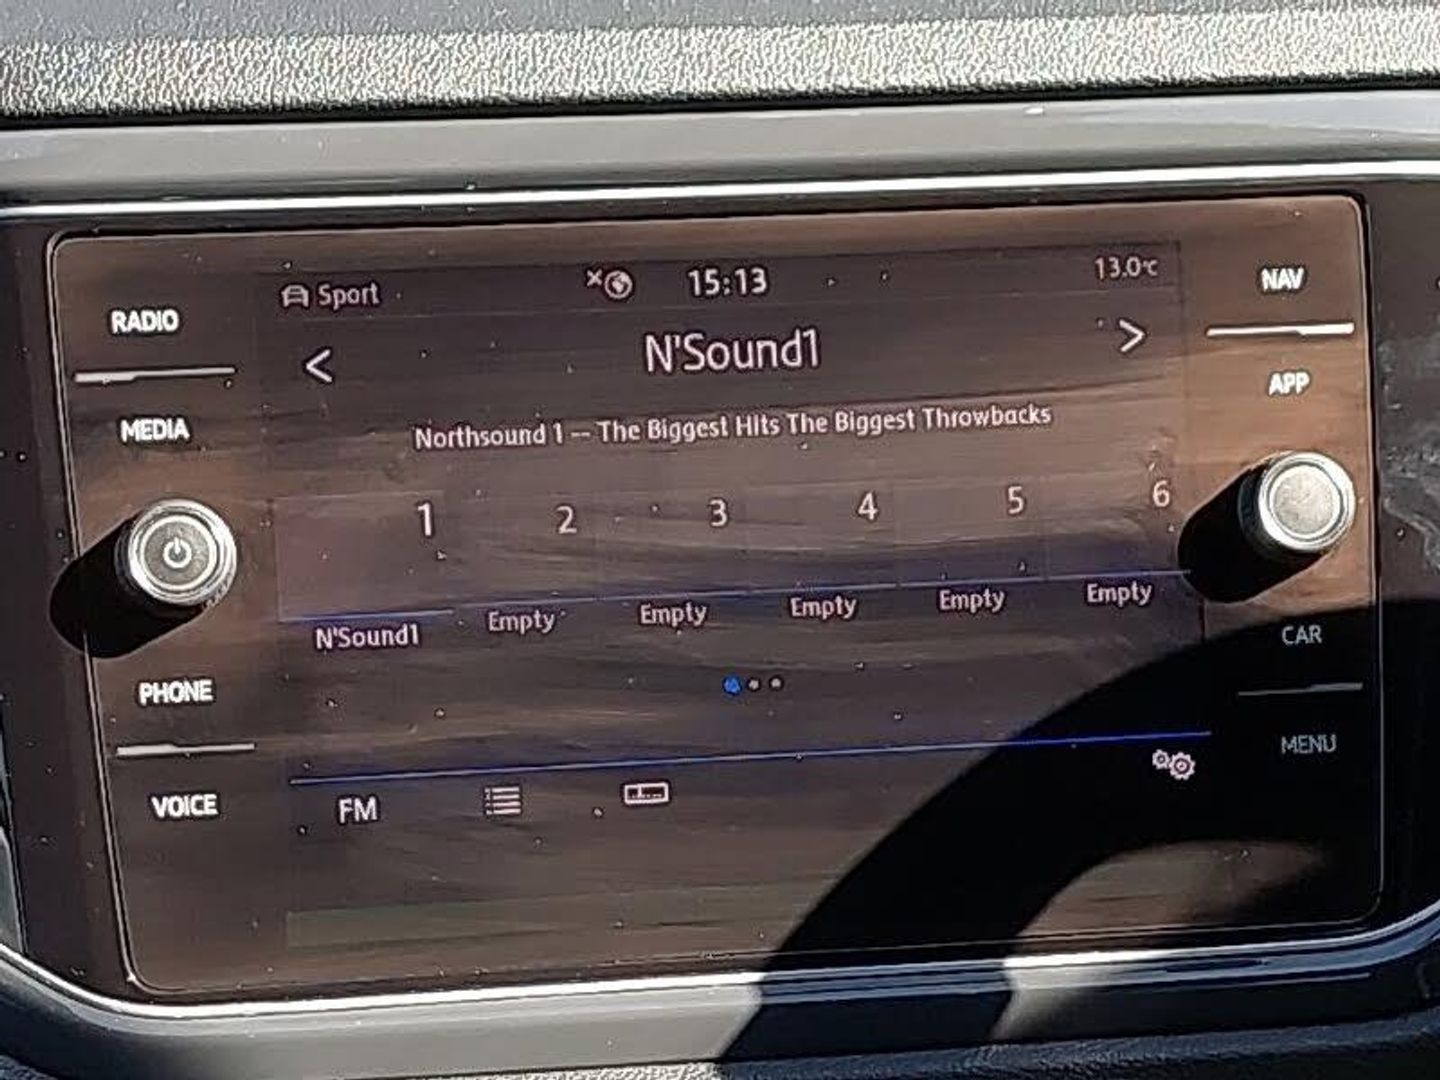 Sport 15:13 13.0°C
RADIO
NAV
< N'Sound1 >
MEDIA
APP
Northsound 1 -- The Biggest Hits The Biggest Throwbacks
1 2 3 4 5 6
N'Sound1 Empty Empty Empty Empty Empty
PHONE
CAR
VOICE
MENU
FM